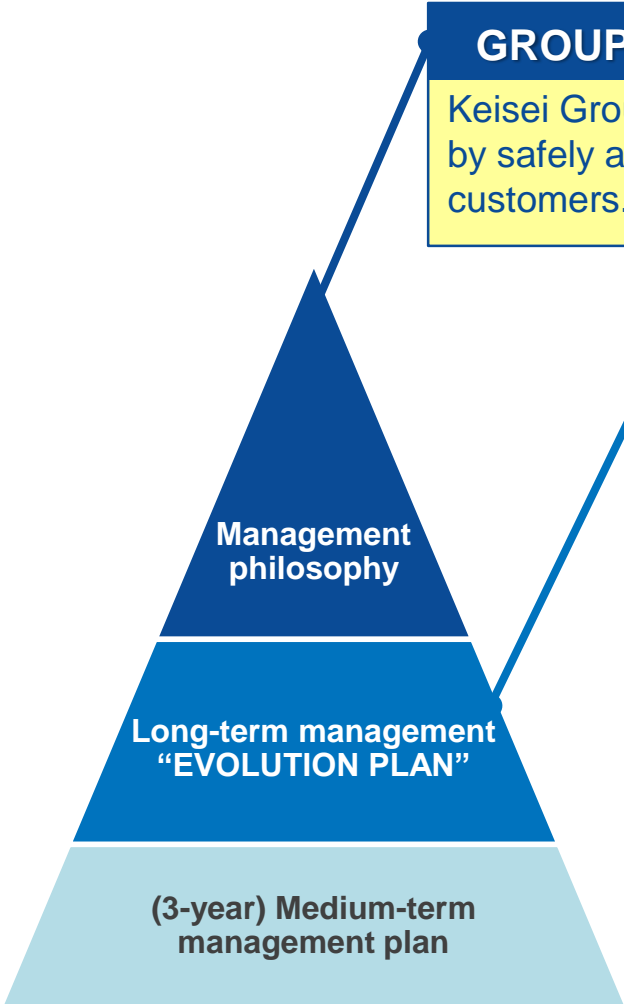 GROUP
Keisei Gro
by safely a
customers.
Management
philosophy
Long-term management
“EVOLUTION PLAN”
(3-year) Medium-term
management plan